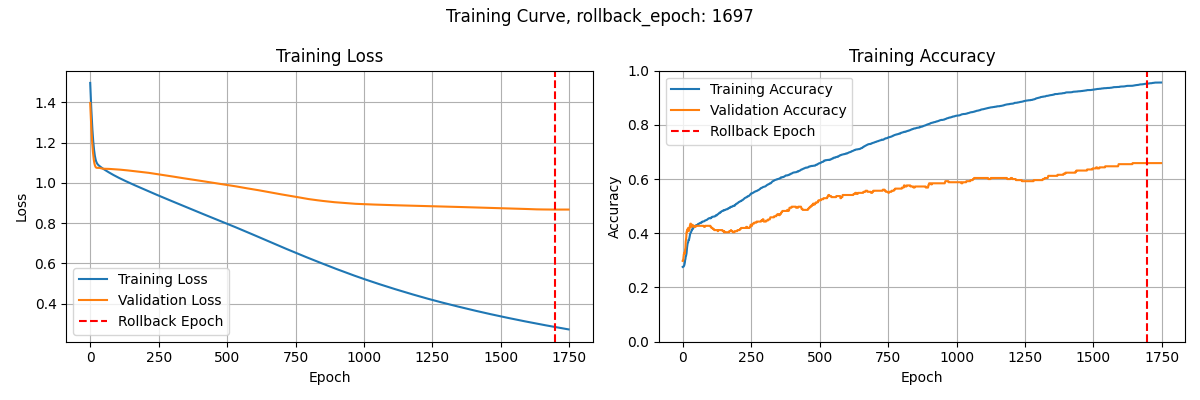 Training Curve, rollback_epoch: 1697
Training Loss
Loss
1.4
1.2
1.0
0.8
0.6
0.4
Training Loss
Validation Loss
Rollback Epoch
0 250 500 750 1000 1250 1500 1750
Epoch
Training Accuracy
Accuracy
1.0
0.8
0.6
0.4
0.2
0.0
Training Accuracy
Validation Accuracy
Rollback Epoch
0 250 500 750 1000 1250 1500 1750
Epoch